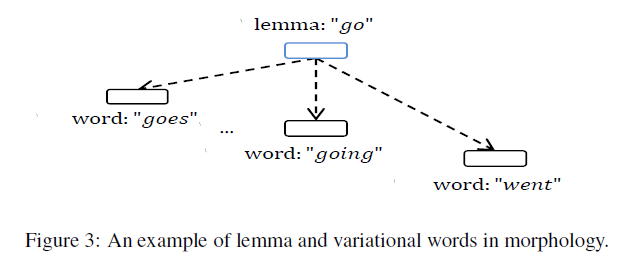 lemma: "go"
word: "goes"
...
word: "going"
word: "went"
Figure 3: An example of lemma and variational words in morphology.